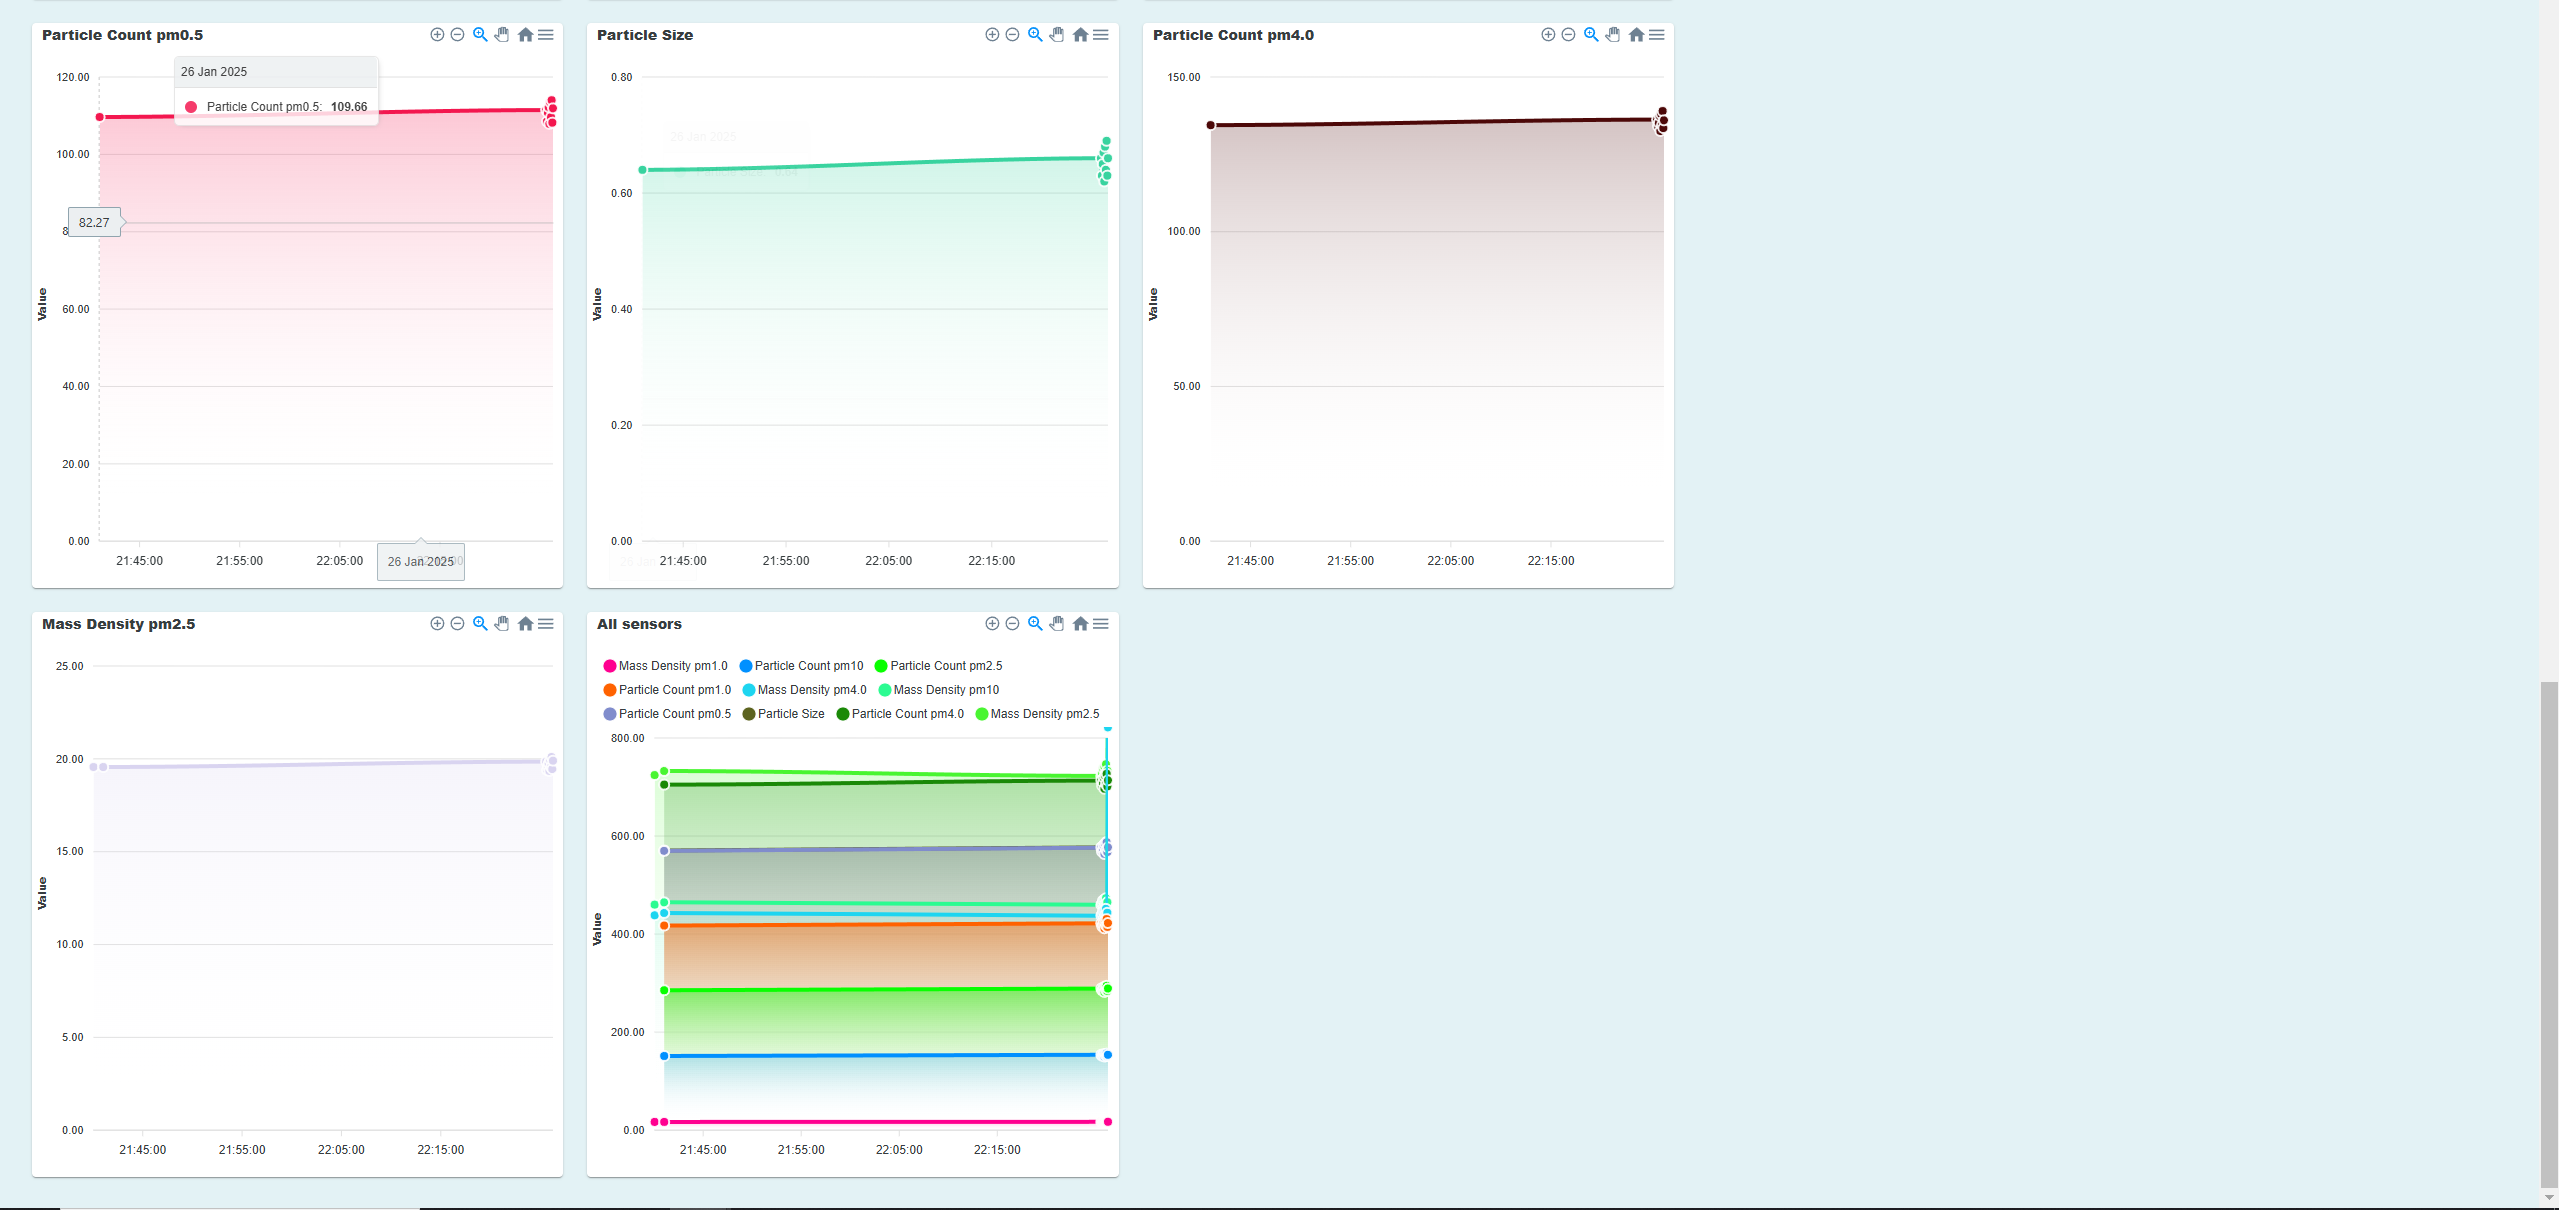 Particle Count pm0.5
120.00
100.00
60.00
40.00
20.00
0.00
Value
26 Jan 2025
Particle Count pm0.5: 109.66
82.27
21:45:00 21:55:00 22:05:00
26 Jan 2025
Particle Size
0.80
0.60
0.40
0.20
0.00
Value
26 Jan 2025
21:45:00 21:55:00 22:05:00 22:15:00
Particle Count pm4.0
150.00
100.00
50.00
0.00
Value
21:45:00 21:55:00 22:05:00 22:15:00
Mass Density pm2.5
25.00
20.00
15.00
10.00
5.00
0.00
Value
21:45:00 21:55:00 22:05:00 22:15:00
All sensors
Mass Density pm1.0 Particle Count pm10 Particle Count pm2.5
Particle Count pm1.0 Mass Density pm4.0 Mass Density pm10
Particle Count pm0.5 Particle Size Particle Count pm4.0 Mass Density pm2.5
800.00
600.00
400.00
200.00
0.00
Value
21:45:00 21:55:00 22:05:00 22:15:00